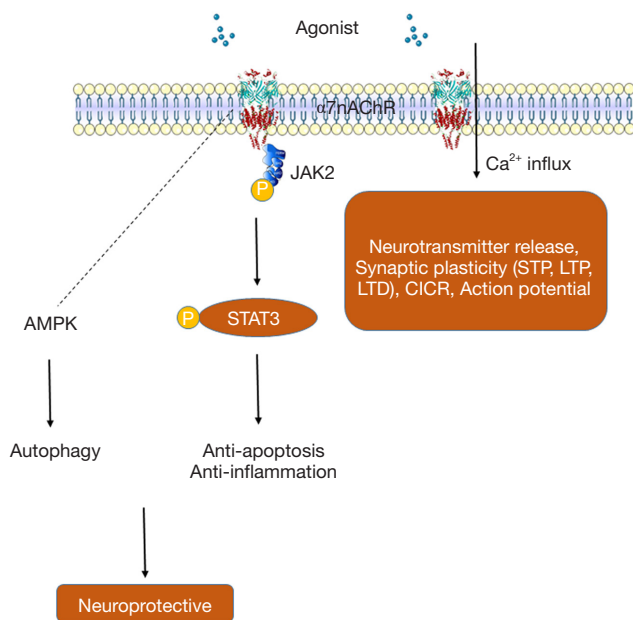 Agonist
α7nAChR
JAK2
P
Ca²⁺ influx
Neurotransmitter release,
Synaptic plasticity (STP, LTP,
LTD), CICR, Action potential
AMPK
P
STAT3
Autophagy
Anti-apoptosis
Anti-inflammation
Neuroprotective